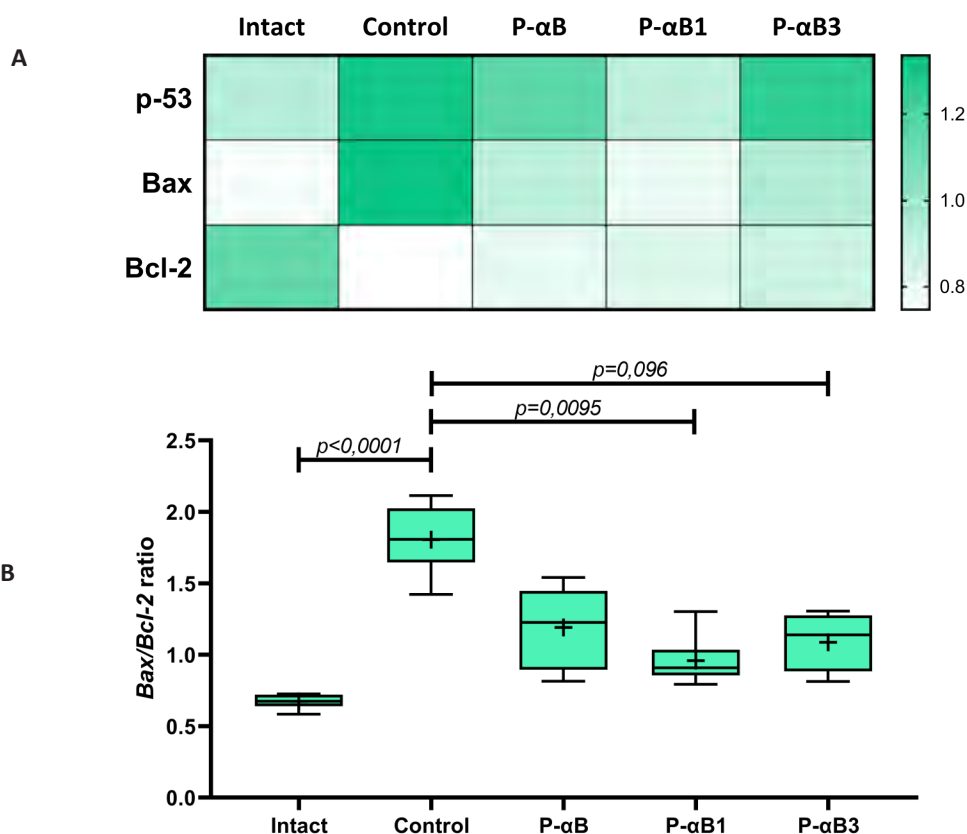 A
Intact Control P-αB P-αB1 P-αB3
p-53
Bax
Bcl-2
1.2
1.0
0.8
p=0,096
p=0,0095
p<0,0001
B
Bax/Bcl-2 ratio
2.5
2.0
1.5
1.0
0.5
0.0
Intact Control P-αB P-αB1 P-αB3